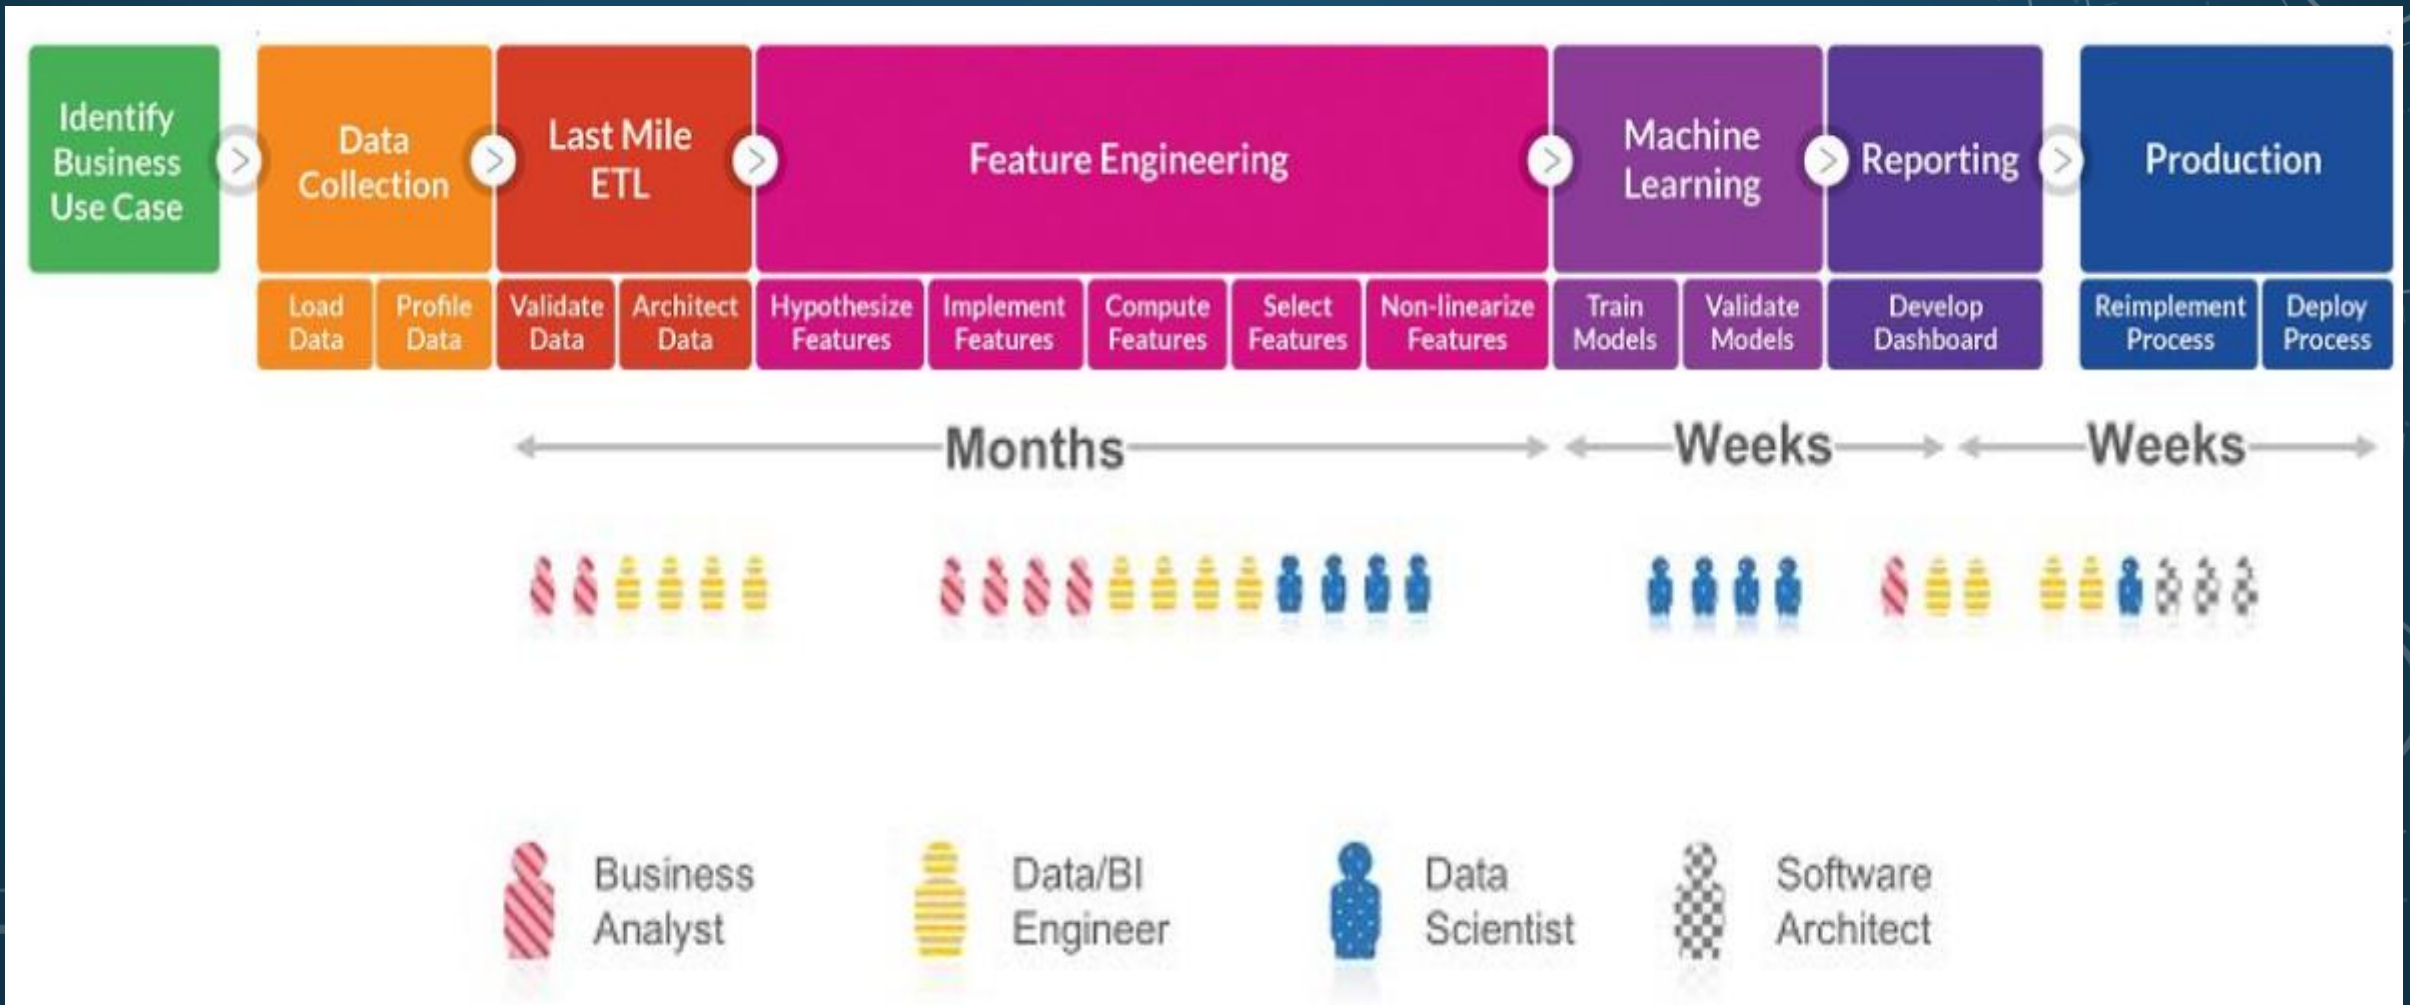 Identify
Business
Use Case
Data
Collection
Last Mile
ETL
Feature Engineering
Machine
Learning
Reporting
Production
Load
Data
Profile
Data
Validate
Data
Architect
Data
Hypothesize
Features
Implement
Features
Compute
Features
Select
Features
Non-linearize
Features
Train
Models
Validate
Models
Develop
Dashboard
Reimplement
Process
Deploy
Process
Months
Weeks
Weeks
Business
Analyst
Data/BI
Engineer
Data
Scientist
Software
Architect